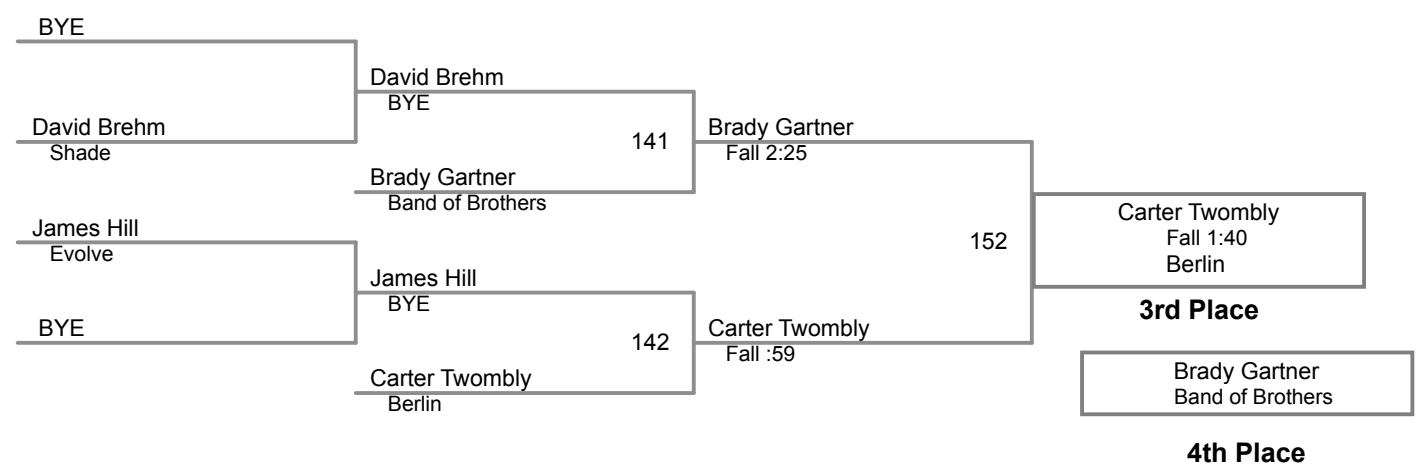 BYE
David Brehm
BYE
David Brehm
Shade
141
Brady Gartner
Fall 2:25
Brady Gartner
Band of Brothers
James Hill
Evolve
152
Carter Twombly
Fall 1:40
Berlin
3rd Place
James Hill
BYE
BYE
142
Carter Twombly
Fall :59
Carter Twombly
Berlin
Brady Gartner
Band of Brothers
4th Place